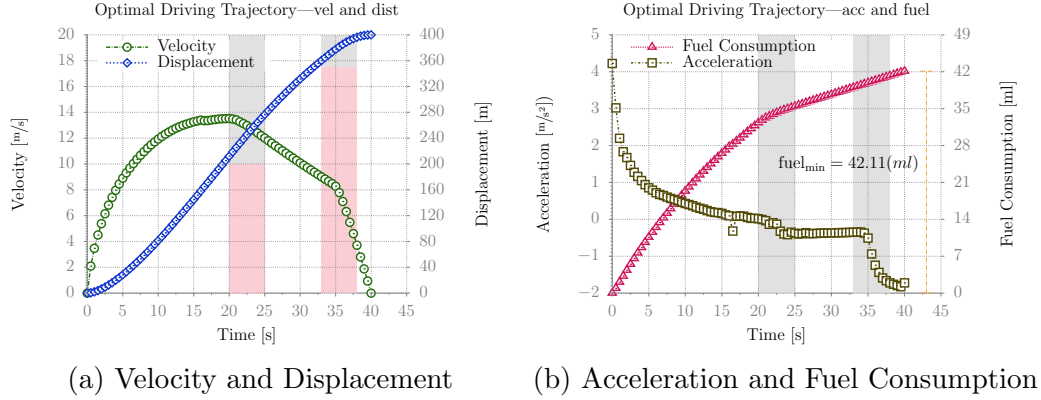 Optimal Driving Trajectory—vel and dist
Velocity
Displacement
20
18
16
14
12
10
8
6
4
2
0
Velocity [m/s]
400
360
320
280
240
200
160
120
80
40
0
Displacement [m]
0 5 10 15 20 25 30 35 40 45
Time [s]
(a) Velocity and Displacement
Optimal Driving Trajectory—acc and fuel
Fuel Consumption
Acceleration
5
4
3
2
1
0
−1
−2
Acceleration [m/s²]
fuel_min = 42.11(ml)
49
42
35
28
21
14
7
0
Fuel Consumption [ml]
0 5 10 15 20 25 30 35 40 45
Time [s]
(b) Acceleration and Fuel Consumption